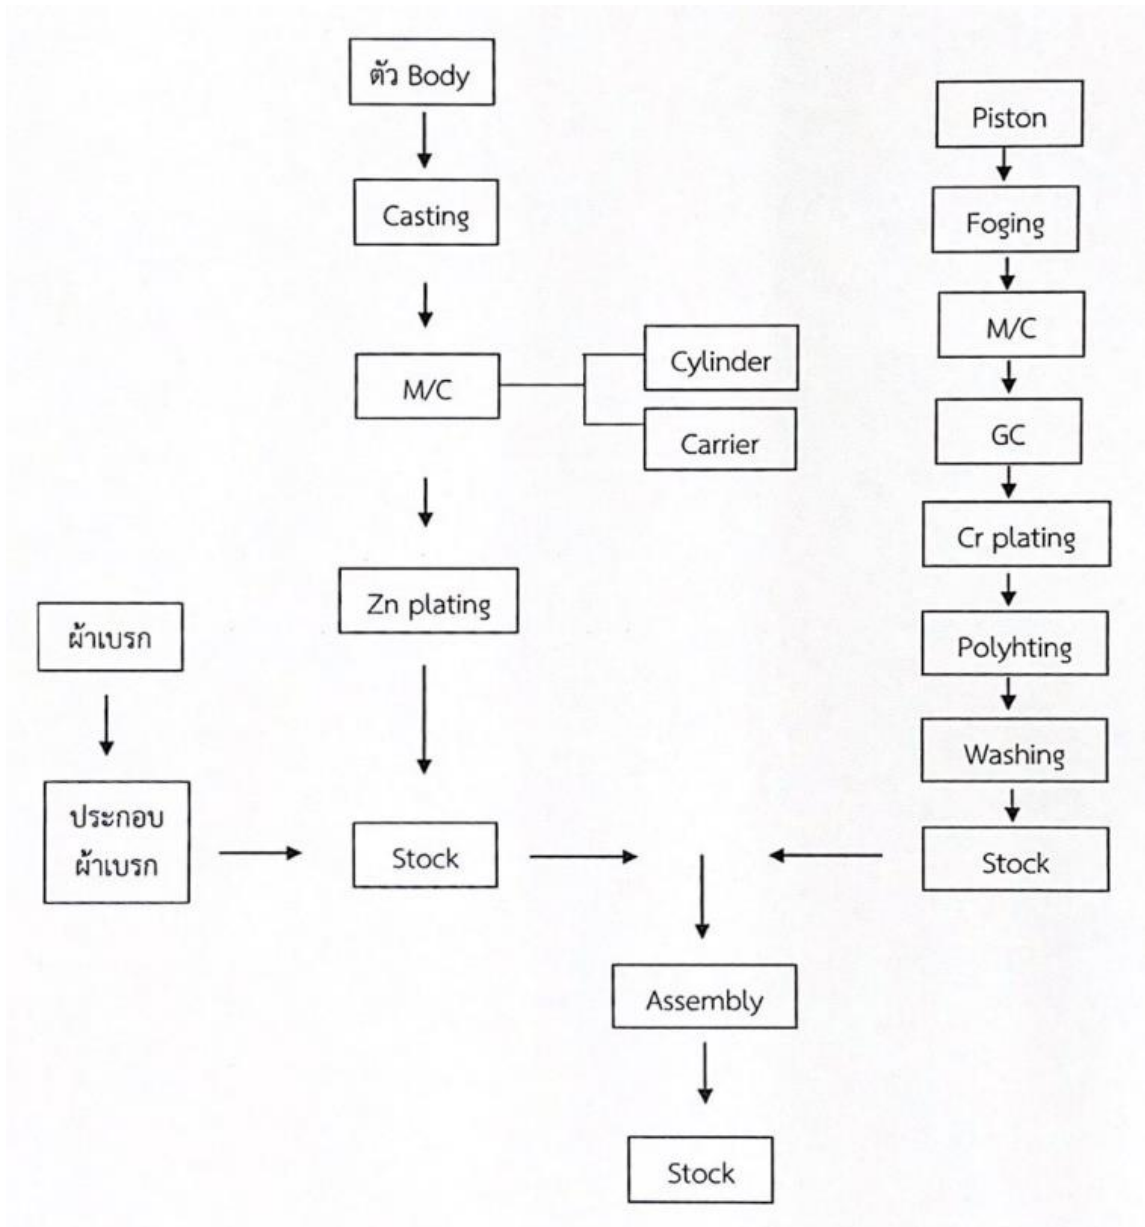 ตัว Body
Casting
M/C
Cylinder
Carrier
Zn plating
ผ้าเบรก
ประกอบ
ผ้าเบรก
Stock
Piston
Foging
M/C
GC
Cr plating
Polyhting
Washing
Stock
Assembly
Stock